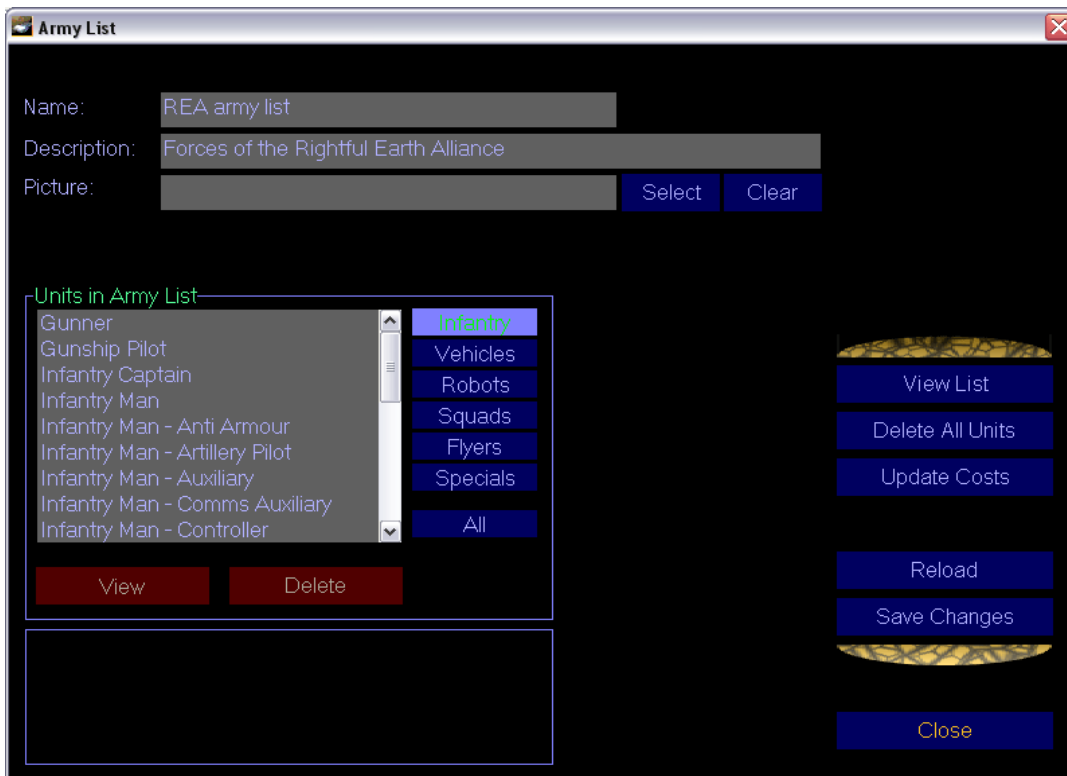 Army List
Name: REA army list
Description: Forces of the Rightful Earth Alliance
Picture: Select Clear
Units in Army List
Gunner
Gunship Pilot
Infantry Captain
Infantry Man
Infantry Man - Anti Armour
Infantry Man - Artillery Pilot
Infantry Man - Auxiliary
Infantry Man - Comms Auxiliary
Infantry Man - Controller
Infantry
Vehicles
Robots
Squads
Flyers
Specials
All
View Delete
View List
Delete All Units
Update Costs
Reload
Save Changes
Close